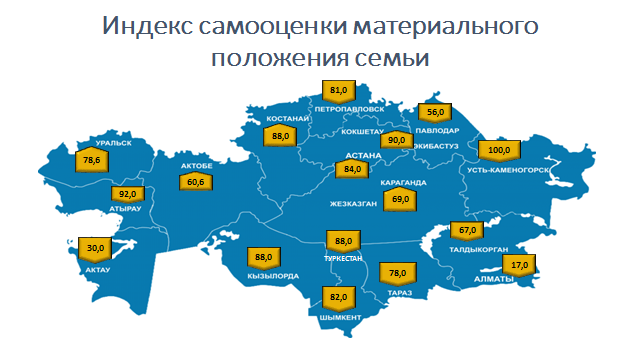 Индекс самооценки материального
положения семьи
81,0
ПЕТРОПАВЛОВСК
КОСТАНАЙ
88,0
КОКШЕТАУ
90,0
56,0
ПАВЛОДАР
ЭКИБАСТУЗ
100,0
УСТЬ-КАМЕНОГОРСК
УРАЛЬСК
78,6
АКТОБЕ
60,6
АСТАНА
84,0
92,0
АТЫРАУ
КАРАГАНДА
69,0
ЖЕЗКАЗГАН
30,0
АКТАУ
88,0
КЫЗЫЛОРДА
88,0
ТУРКЕСТАН
67,0
ТАЛДЫКОРГАН
78,0
ТАРАЗ
17,0
АЛМАТЫ
82,0
ШЫМКЕНТ